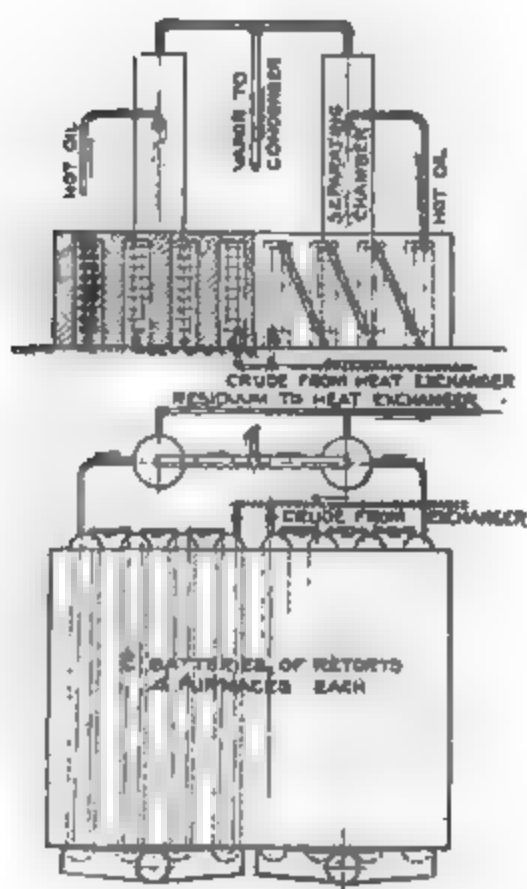 HOT OIL
VAPOR TO
CONDENSER
SEPARATING
CHAMBER
HOT OIL
CRUDE FROM HEAT EXCHANGER
RESIDUUM TO HEAT EXCHANGER
CRUDE FROM EXCHANGER
BATTERIES OF RETORTS
4 FURNACES EACH